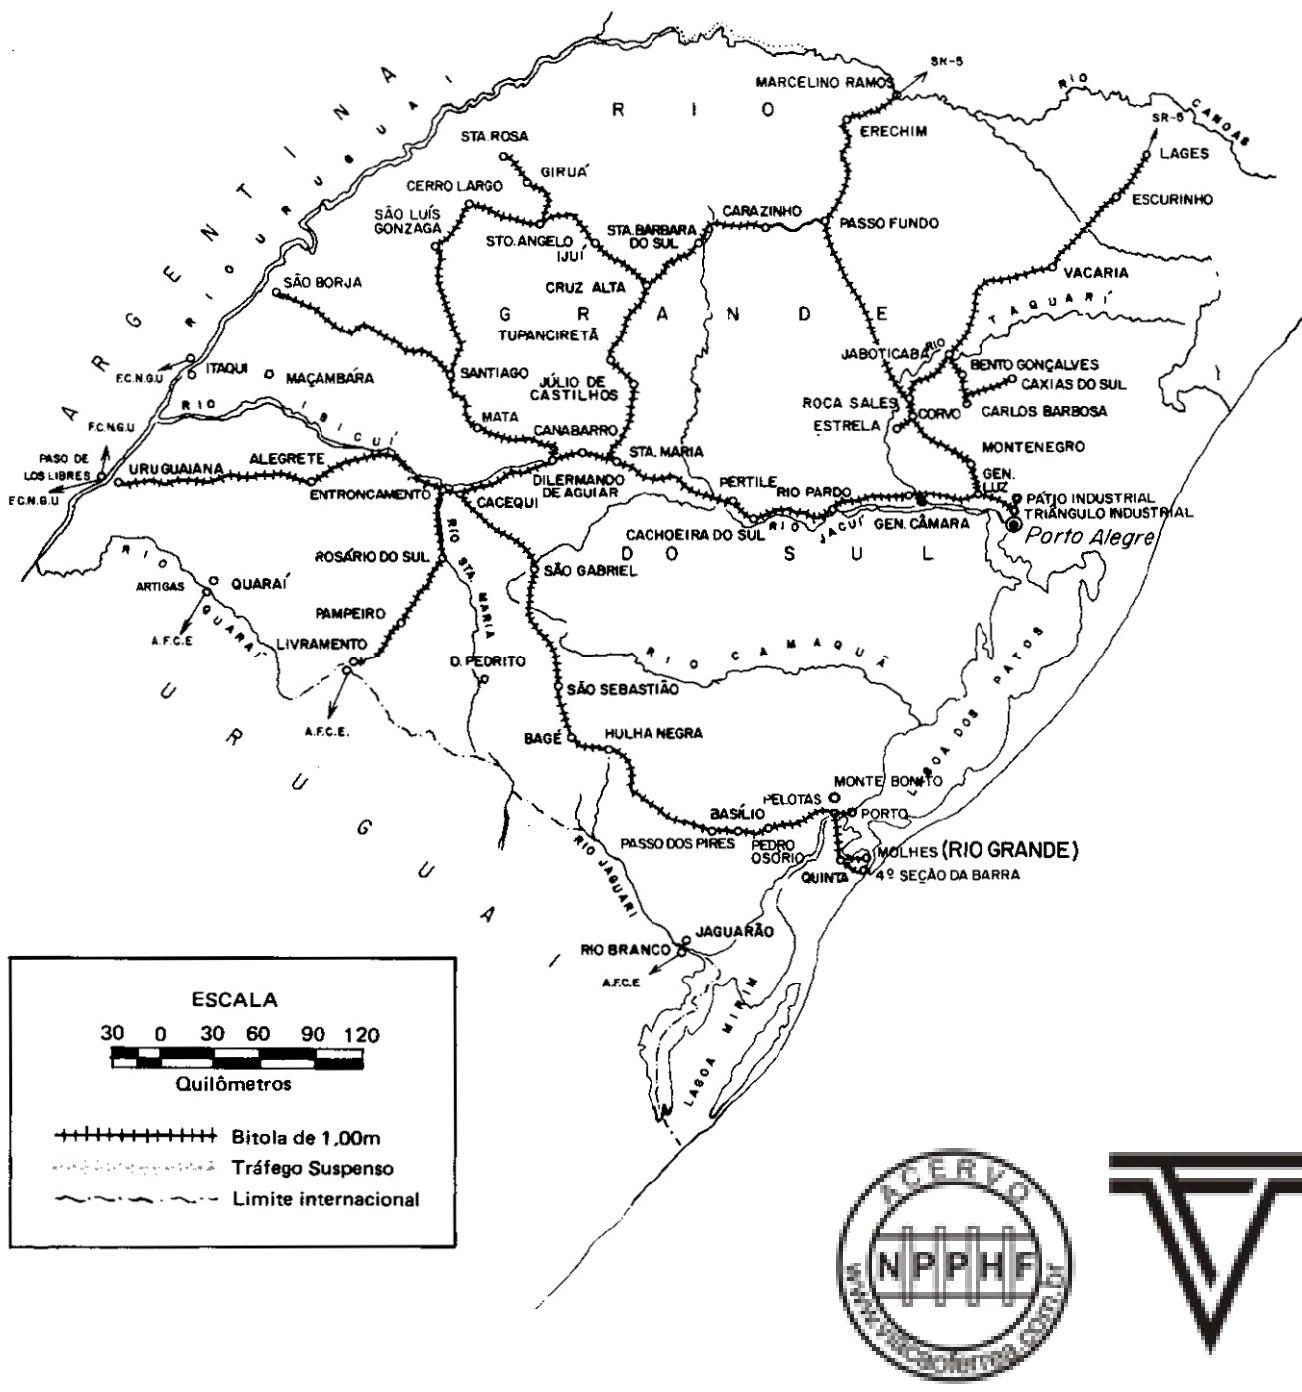 MARCELINO RAMOS
SR-5
RIO CANOAS
SR-5
ARGENTINA
RIO URUGUAI
RIO
STA. ROSA
ERECHIM
LAGES
GIRUÁ
CERRO LARGO
ESCURINHO
SÃO LUÍS
GONZAGA
STO. ANGELO
IJUÍ
STA. BARBARA
DO SUL
CARAZINHO
PASSO FUNDO
VACARIA
SÃO BORJA
CRUZ ALTA
GRANDE
RIO TAQUARÍ
TUPANCIRETÃ
JABOTICABA
F.C.N.G.U
ITAQUI
MAÇAMBÁRA
SANTIAGO
JÚLIO DE
CASTILHOS
BENTO GONÇALVES
CAXIAS DO SUL
ROCA SALES
CORVO
CARLOS BARBOSA
ESTRELA
RIO IBICUÍ
MATA
CANABARRO
F.C.N.G.U
MONTENEGRO
PASO DE
LOS LIBRES
URUGUAIANA
ALEGRETE
STA. MARIA
GEN.
LUZ
F.C.N.G.U
ENTRONCAMENTO
CACEQUI
DILERMANDO
DE AGUIAR
PERTILE
RIO PARDO
PÁTIO INDUSTRIAL
TRIÂNGULO INDUSTRIAL
GEN. CÂMARA
CACHOEIRA DO SUL
RIO JACUÍ
Porto Alegre
DO SUL
ROSÁRIO DO SUL
RIO STA. MARIA
SÃO GABRIEL
RIO QUARAÍ
ARTIGAS
QUARAÍ
A.F.C.E
PAMPEIRO
LIVRAMENTO
A.F.C.E.
D. PEDRITO
RIO CAMAQUÃ
SÃO SEBASTIÃO
LAGOA DOS PATOS
URUGUAI
BAGÉ
HULHA NEGRA
MONTE BONITO
PELOTAS
PORTO
BASÍLIO
PASSO DOS PIRES
PEDRO
OSÓRIO
MOLHES (RIO GRANDE)
QUINTA
4º SEÇÃO DA BARRA
RIO JAGUARI
JAGUARÃO
RIO BRANCO
A.F.C.E
LAGOA MIRIM
ESCALA
30 0 30 60 90 120
Quilômetros
Bitola de 1,00m
Tráfego Suspenso
Limite internacional
ACERVO
NPPHF
www.viacaoferrea.com.br